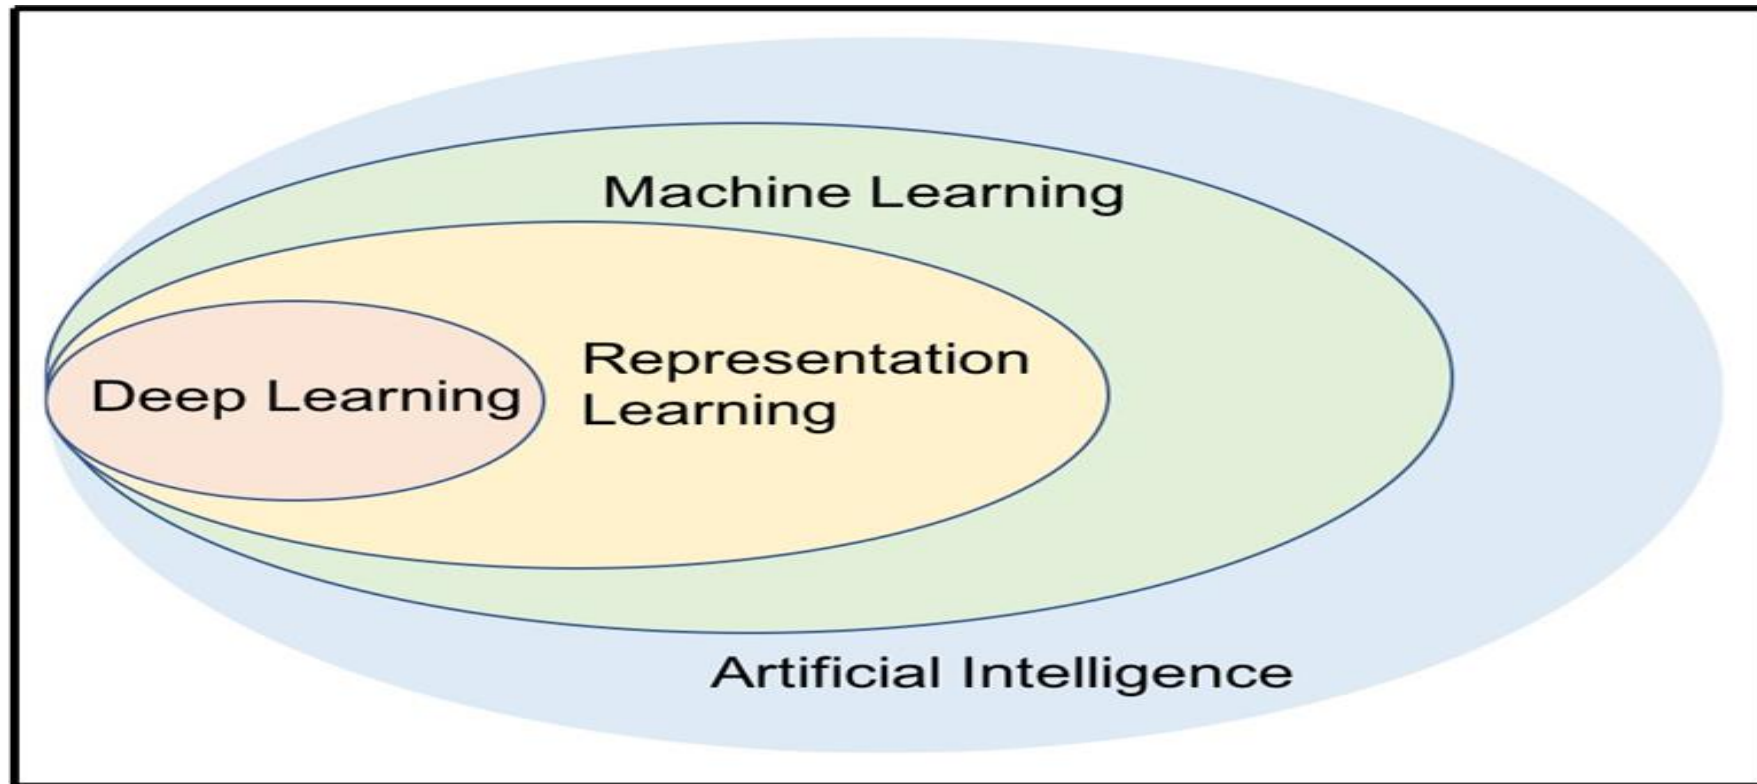 Machine Learning
Representation
Learning
Deep Learning
Artificial Intelligence